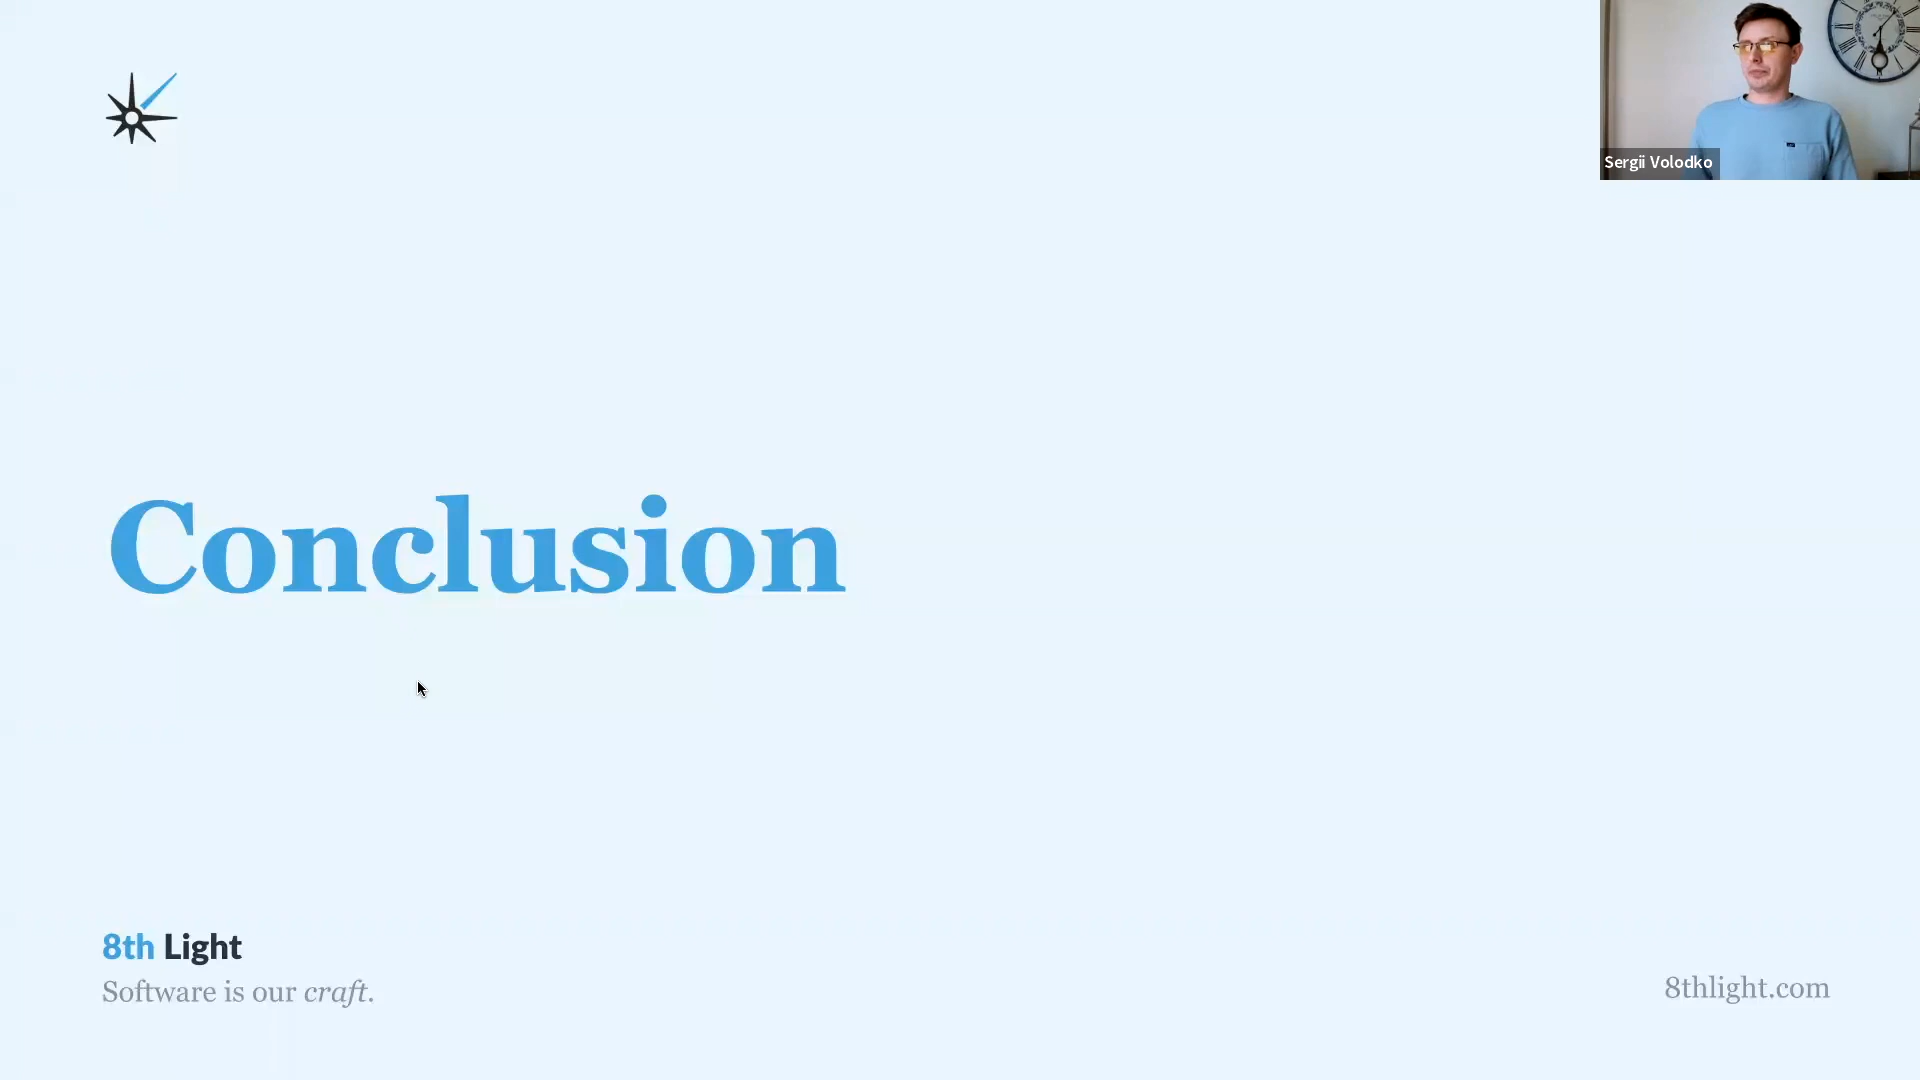 Sergii Volodko
Conclusion
8th Light
Software is our craft.
8thlight.com